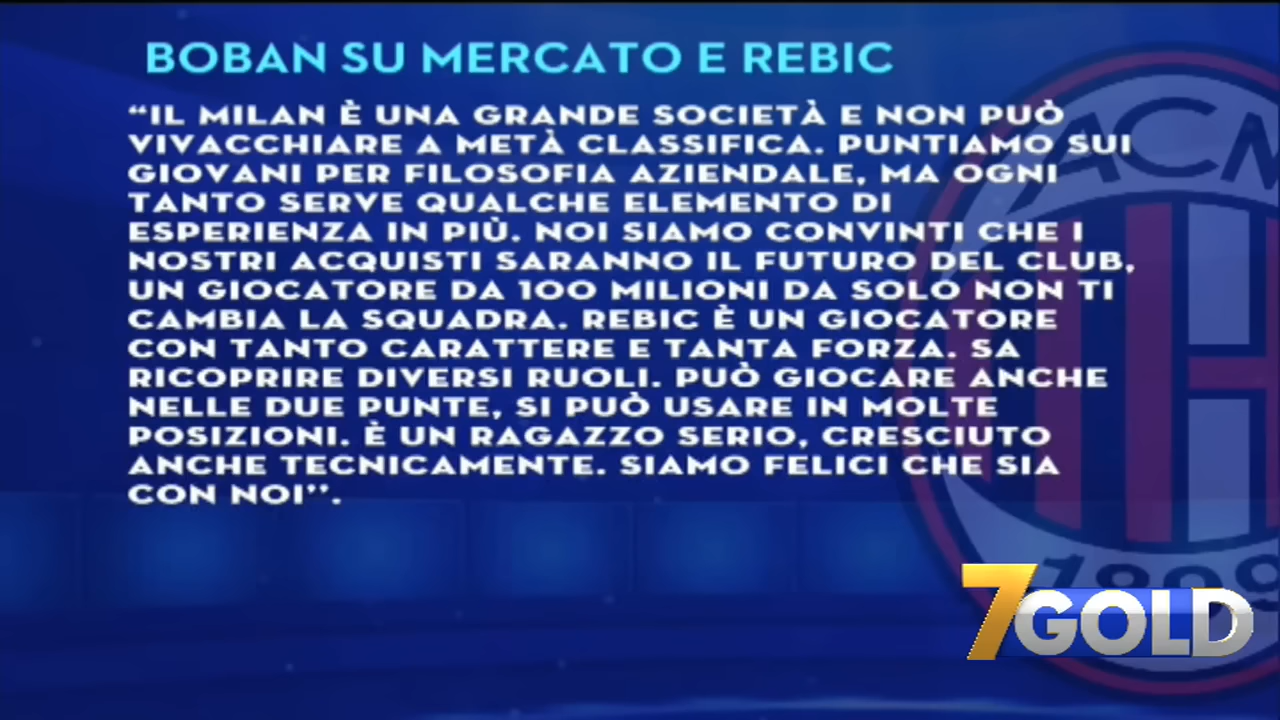 BOBAN SU MERCATO E REBIC
“IL MILAN È UNA GRANDE SOCIETÀ E NON PUÒ
VIVACCHIARE A METÀ CLASSIFICA. PUNTIAMO SUI
GIOVANI PER FILOSOFIA AZIENDALE, MA OGNI
TANTO SERVE QUALCHE ELEMENTO DI
ESPERIENZA IN PIÙ. NOI SIAMO CONVINTI CHE I
NOSTRI ACQUISTI SARANNO IL FUTURO DEL CLUB,
UN GIOCATORE DA 100 MILIONI DA SOLO NON TI
CAMBIA LA SQUADRA. REBIC È UN GIOCATORE
CON TANTO CARATTERE E TANTA FORZA. SA
RICOPRIRE DIVERSI RUOLI. PUÒ GIOCARE ANCHE
NELLE DUE PUNTE, SI PUÒ USARE IN MOLTE
POSIZIONI. È UN RAGAZZO SERIO, CRESCIUTO
ANCHE TECNICAMENTE. SIAMO FELICI CHE SIA
CON NOI”.
ACM
1899
7GOLD